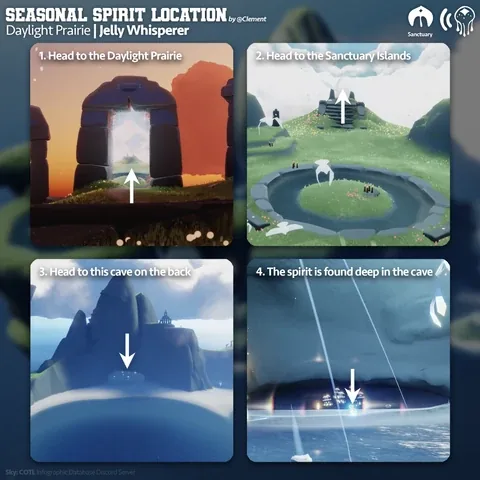 SEASONAL SPIRIT LOCATION by @Clement
Daylight Prairie | Jelly Whisperer
Sanctuary
1. Head to the Daylight Prairie
2. Head to the Sanctuary Islands
3. Head to this cave on the back
4. The spirit is found deep in the cave
Sky: COTL Infographic Database Discord Server